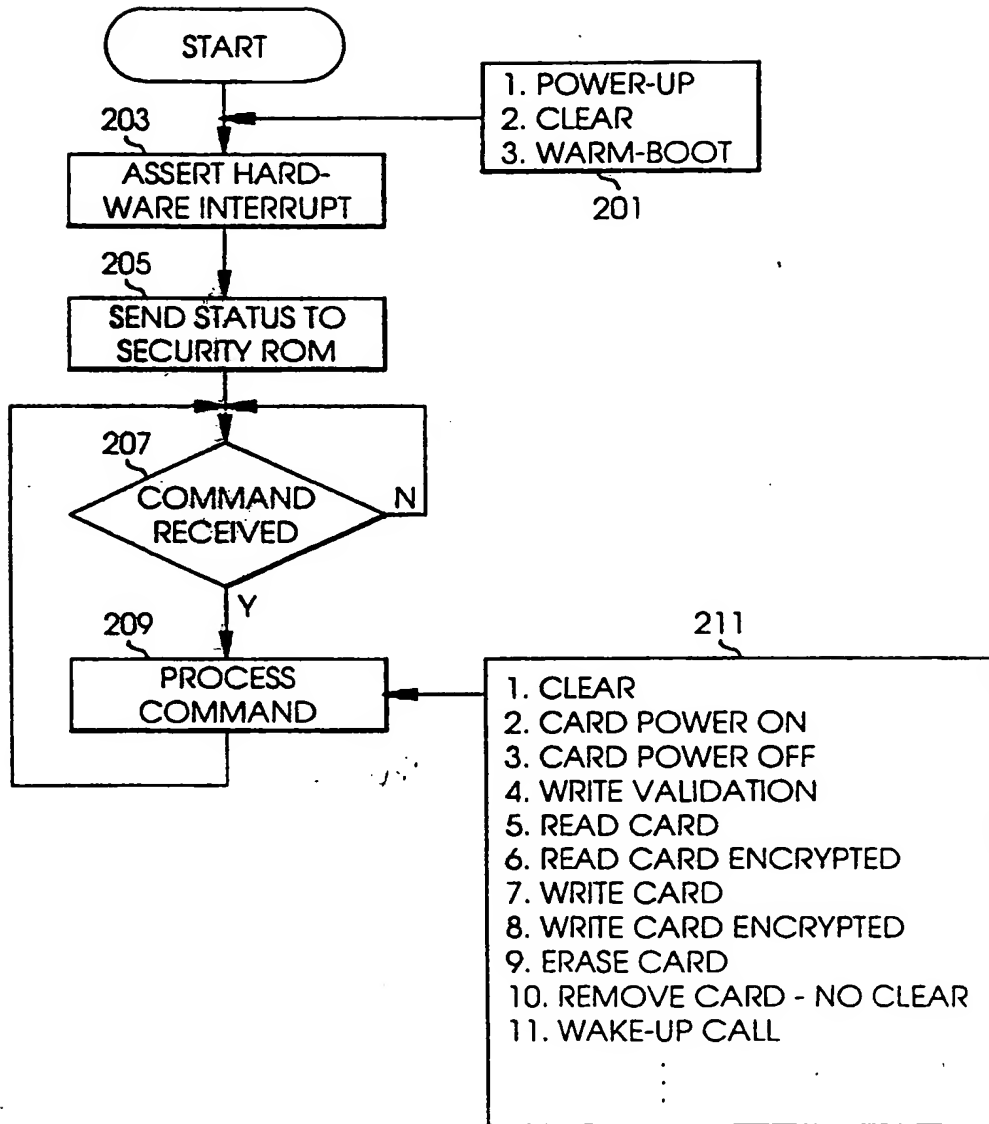 START
1. POWER-UP
2. CLEAR
3. WARM-BOOT
201
203
ASSERT HARD-
WARE INTERRUPT
205
SEND STATUS TO
SECURITY ROM
207
COMMAND
RECEIVED
N
Y
209
PROCESS
COMMAND
211
1. CLEAR
2. CARD POWER ON
3. CARD POWER OFF
4. WRITE VALIDATION
5. READ CARD
6. READ CARD ENCRYPTED
7. WRITE CARD
8. WRITE CARD ENCRYPTED
9. ERASE CARD
10. REMOVE CARD - NO CLEAR
11. WAKE-UP CALL